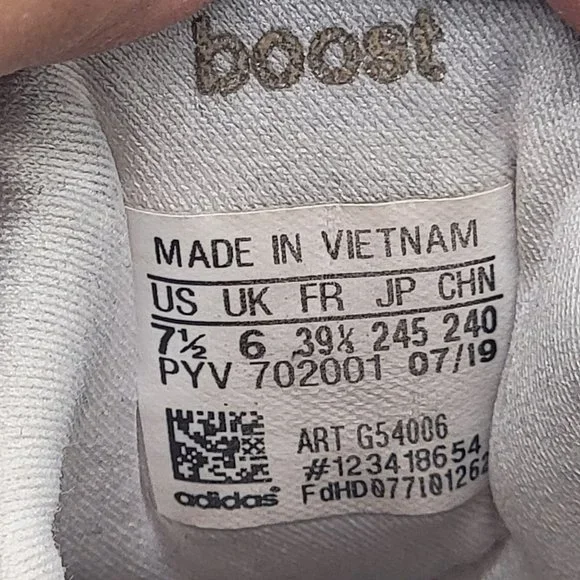 boost
MADE IN VIETNAM
US UK FR JP CHN
7½ 6 39⅓ 245 240
PYV 702001 07/19
ART G54006
#123418654
adidas
FdHD077101262